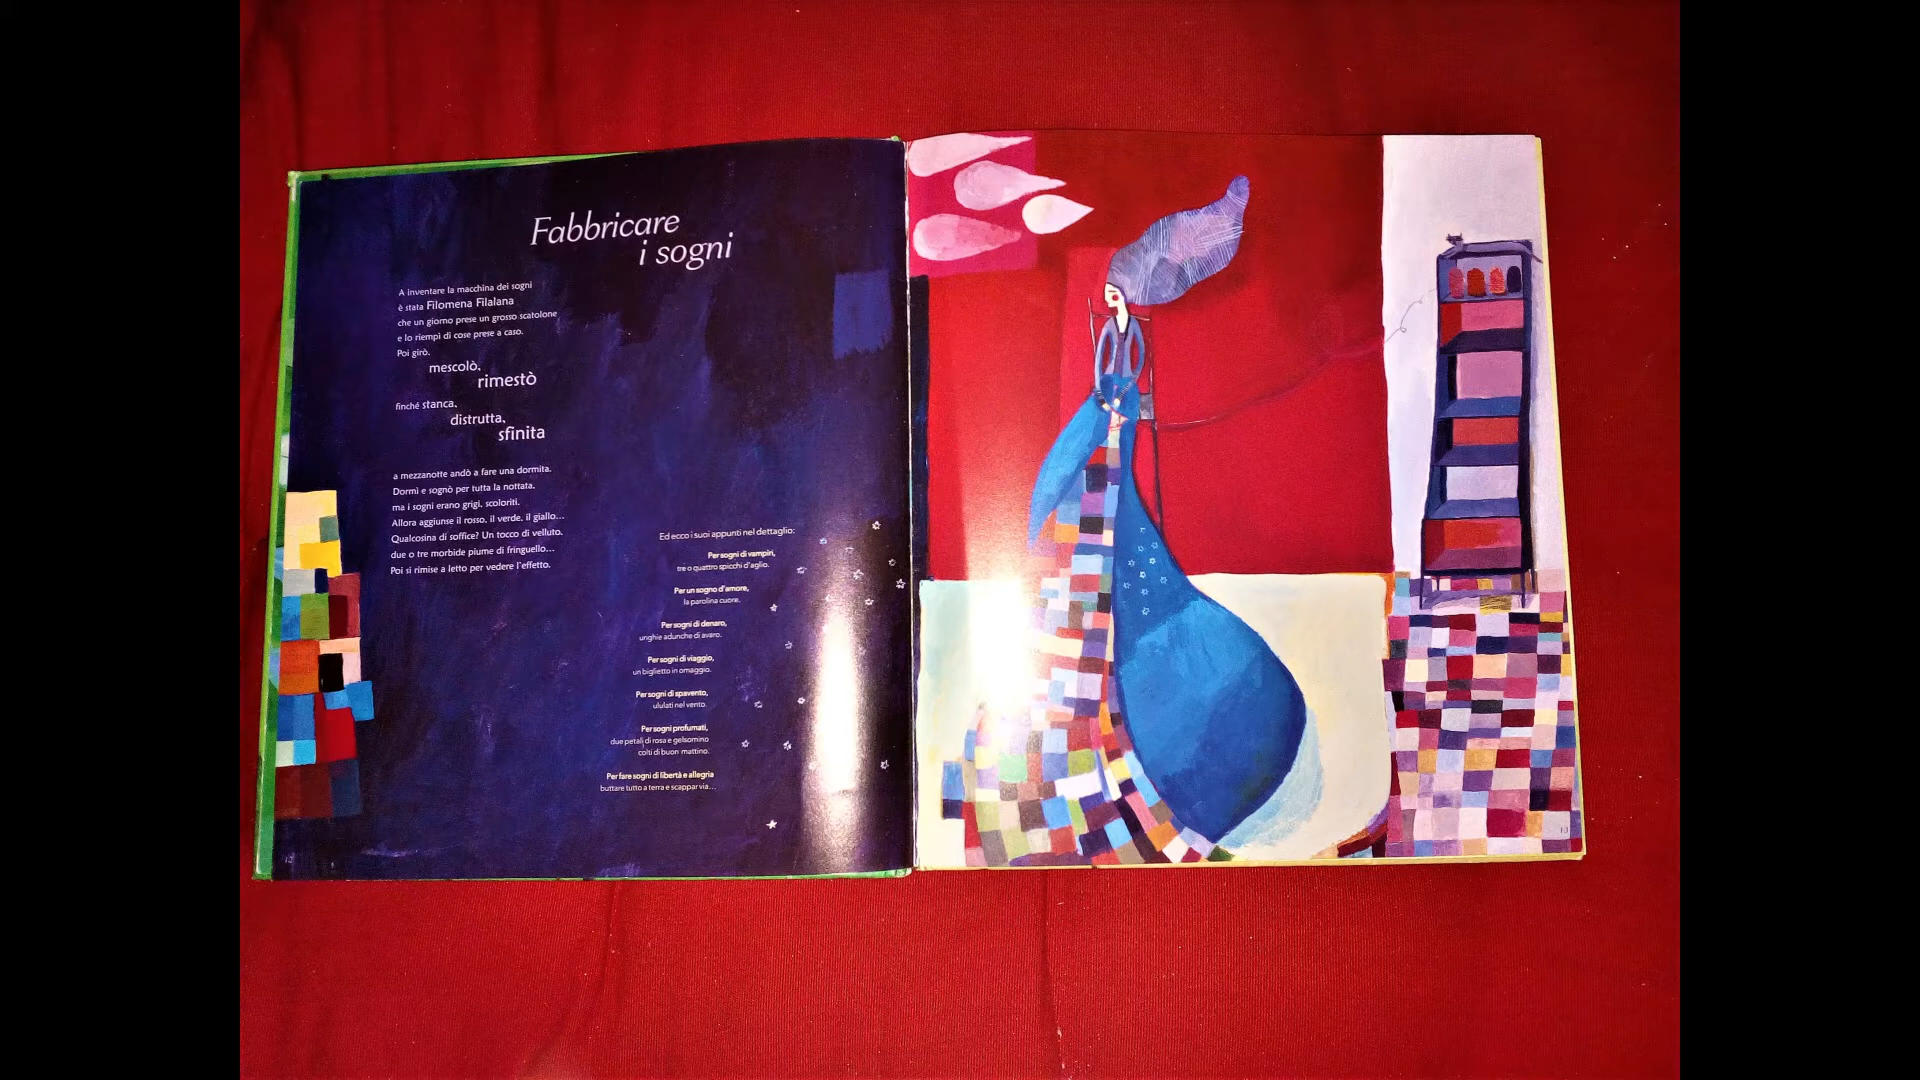 Fabbricare
i sogni
A inventare la macchina dei sogni
è stata Filomena Filalana
che un giorno prese un grosso scatolone
e lo riempì di cose prese a caso.
Poi girò,
mescolò,
rimestò
finché stanca,
distrutta,
sfinita
a mezzanotte andò a fare una dormita.
Dormì e sognò per tutta la nottata,
ma i sogni erano grigi, scoloriti.
Allora aggiunse il rosso, il verde, il giallo…
Qualcosina di soffice? Un tocco di velluto,
due o tre morbide piume di fringuello…
Poi si rimise a letto per vedere l'effetto.
Ed ecco i suoi appunti nel dettaglio:
Per sogni di vampiri,
tre o quattro spicchi d'aglio.
Per un sogno d'amore,
la parolina cuore.
Per sogni di denaro,
unghie adunche di avaro.
Per sogni di viaggio,
un biglietto in omaggio.
Per sogni di spavento,
ululati nel vento.
Per sogni profumati,
due petali di rosa e gelsomino
colti di buon mattino.
Per fare sogni di libertà e allegria
buttare tutto a terra e scappar via…
13